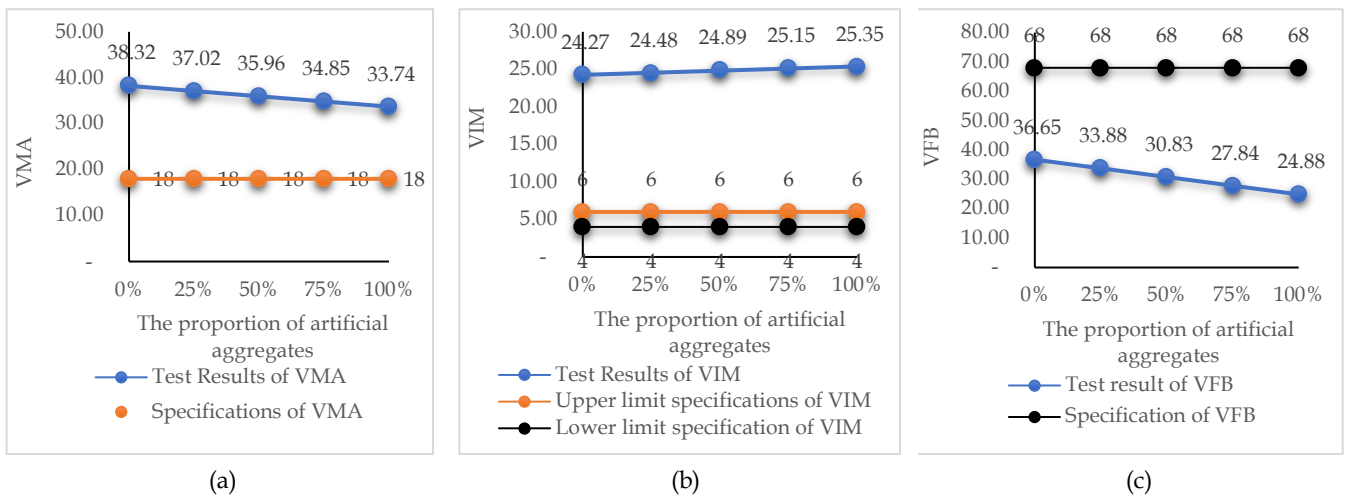 50.00
40.00
30.00
20.00
10.00
-
VMA
38.32 37.02 35.96 34.85 33.74
18 18 18 18 18
0% 25% 50% 75% 100%
The proportion of artificial
aggregates
Test Results of VMA
Specifications of VMA
(a)
30.00
25.00
20.00
15.00
10.00
5.00
-
VIM
24.27 24.48 24.89 25.15 25.35
6 6 6 6 6
4 4 4 4 4
0% 25% 50% 75% 100%
The proportion of artificial
aggregates
Test Results of VIM
Upper limit specifications of VIM
Lower limit specification of VIM
(b)
80.00
70.00
60.00
50.00
40.00
30.00
20.00
10.00
-
VFB
68 68 68 68 68
36.65 33.88 30.83 27.84 24.88
0% 25% 50% 75% 100%
The proportion of artificial
aggregates
Test result of VFB
Specification of VFB
(c)